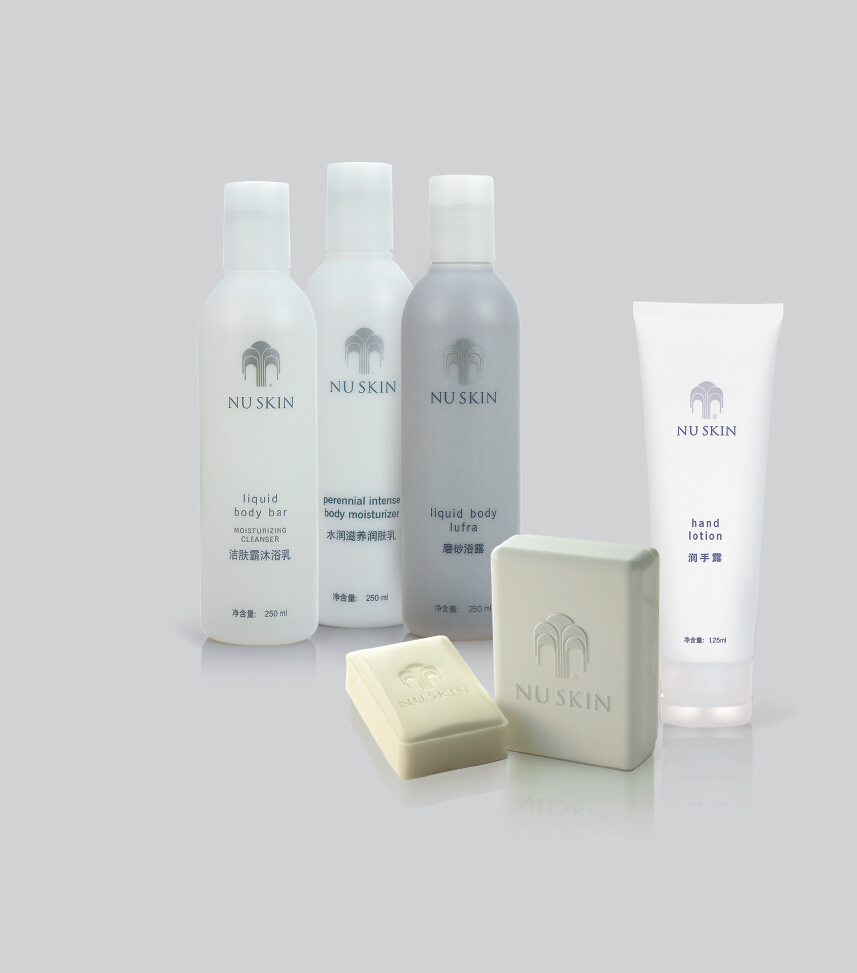 NU SKIN
liquid
body bar
MOISTURIZING
CLEANSER
洁肤霸沐浴乳
净含量: 250 ml
NU SKIN
perennial intense
body moisturizer
水润滋养润肤乳
净含量: 250 ml
NU SKIN
liquid body
lufra
磨砂浴露
净含量: 250 ml
NU SKIN
NU SKIN
NU SKIN
hand
lotion
润手露
净含量: 125ml